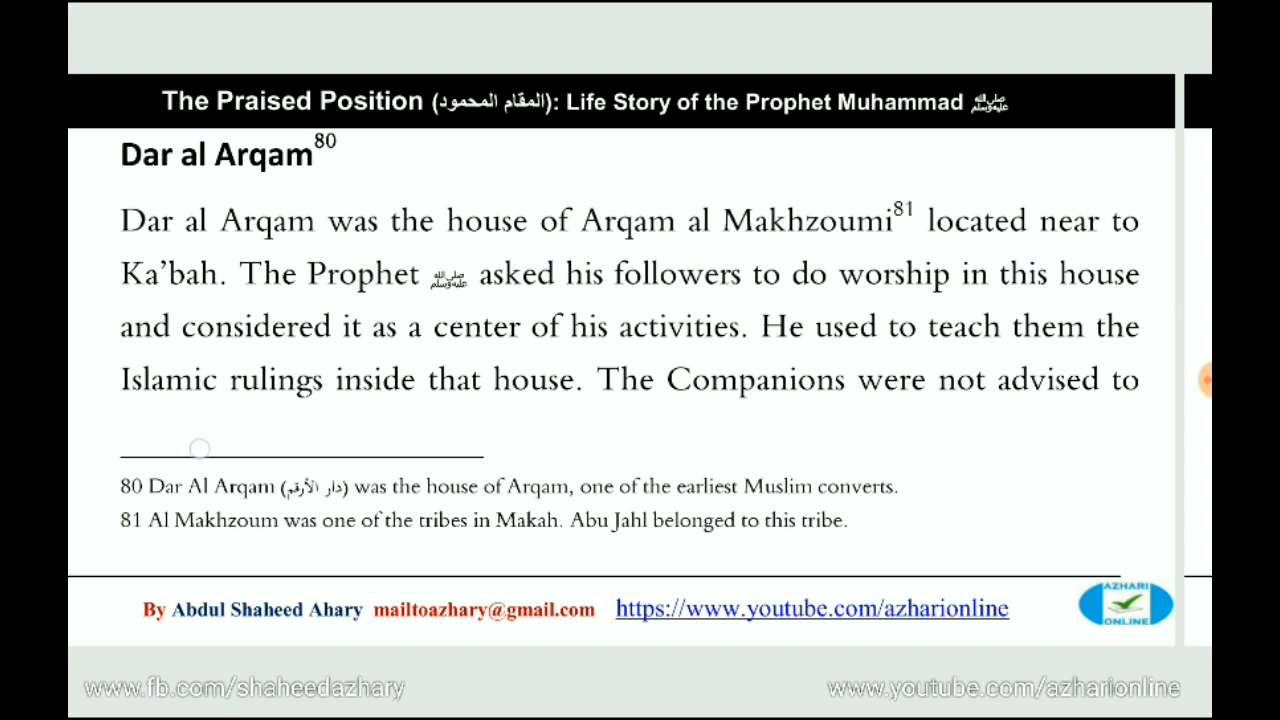 The Praised Position (المقام المحمود): Life Story of the Prophet Muhammad ﷺ
Dar al Arqam80
Dar al Arqam was the house of Arqam al Makhzoumi81 located near to
Ka’bah. The Prophet ﷺ asked his followers to do worship in this house
and considered it as a center of his activities. He used to teach them the
Islamic rulings inside that house. The Companions were not advised to
80 Dar Al Arqam (دار الأرقم) was the house of Arqam, one of the earliest Muslim converts.
81 Al Makhzoum was one of the tribes in Makah. Abu Jahl belonged to this tribe.
By Abdul Shaheed Ahary mailtoazhary@gmail.com https://www.youtube.com/azharionline
AZHARI
ONLINE
www.fb.com/shaheedazhary www.youtube.com/azharionline